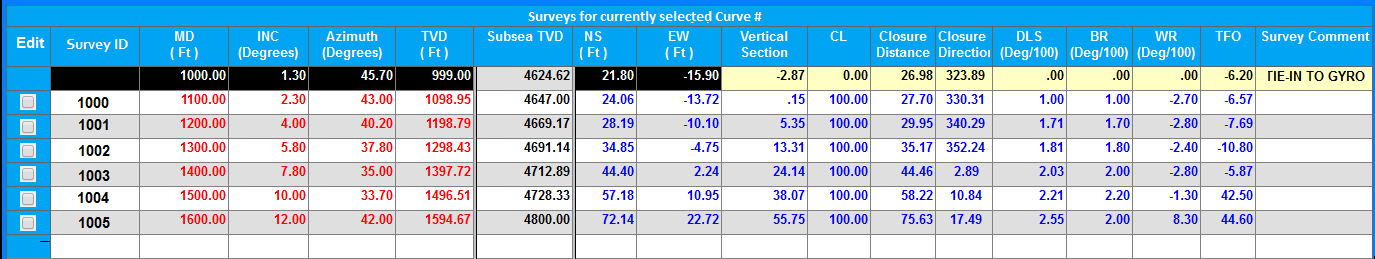 Surveys for currently selected Curve #
Edit Survey ID MD ( Ft ) INC (Degrees) Azimuth (Degrees) TVD ( Ft ) Subsea TVD NS ( Ft ) EW ( Ft ) Vertical Section CL Closure Distance Closure Directior DLS (Deg/100) BR (Deg/100) WR (Deg/100) TFO Survey Comment
1000.00 1.30 45.70 999.00 4624.62 21.80 -15.90 -2.87 0.00 26.98 323.89 .00 .00 .00 -6.20 TIE-IN TO GYRO
1000 1100.00 2.30 43.00 1098.95 4647.00 24.06 -13.72 .15 100.00 27.70 330.31 1.00 1.00 -2.70 -6.57
1001 1200.00 4.00 40.20 1198.79 4669.17 28.19 -10.10 5.35 100.00 29.95 340.29 1.71 1.70 -2.80 -7.69
1002 1300.00 5.80 37.80 1298.43 4691.14 34.85 -4.75 13.31 100.00 35.17 352.24 1.81 1.80 -2.40 -10.80
1003 1400.00 7.80 35.00 1397.72 4712.89 44.40 2.24 24.14 100.00 44.46 2.89 2.03 2.00 -2.80 -5.87
1004 1500.00 10.00 33.70 1496.51 4728.33 57.18 10.95 38.07 100.00 58.22 10.84 2.21 2.20 -1.30 42.50
1005 1600.00 12.00 42.00 1594.67 4800.00 72.14 22.72 55.75 100.00 75.63 17.49 2.55 2.00 8.30 44.60